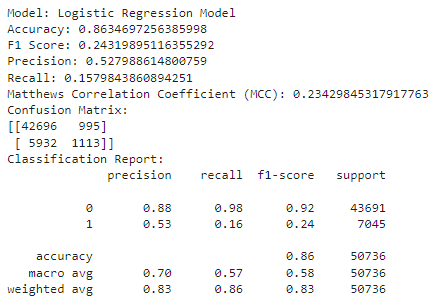 Model: Logistic Regression Model
Accuracy: 0.8634697256385998
F1 Score: 0.24319895116355292
Precision: 0.527988614800759
Recall: 0.1579843860894251
Matthews Correlation Coefficient (MCC): 0.23429845317917763
Confusion Matrix:
[[42696   995]
 [ 5932  1113]]
Classification Report:
              precision    recall  f1-score   support
           0       0.88      0.98      0.92     43691
           1       0.53      0.16      0.24      7045
    accuracy                           0.86     50736
   macro avg       0.70      0.57      0.58     50736
weighted avg       0.83      0.86      0.83     50736